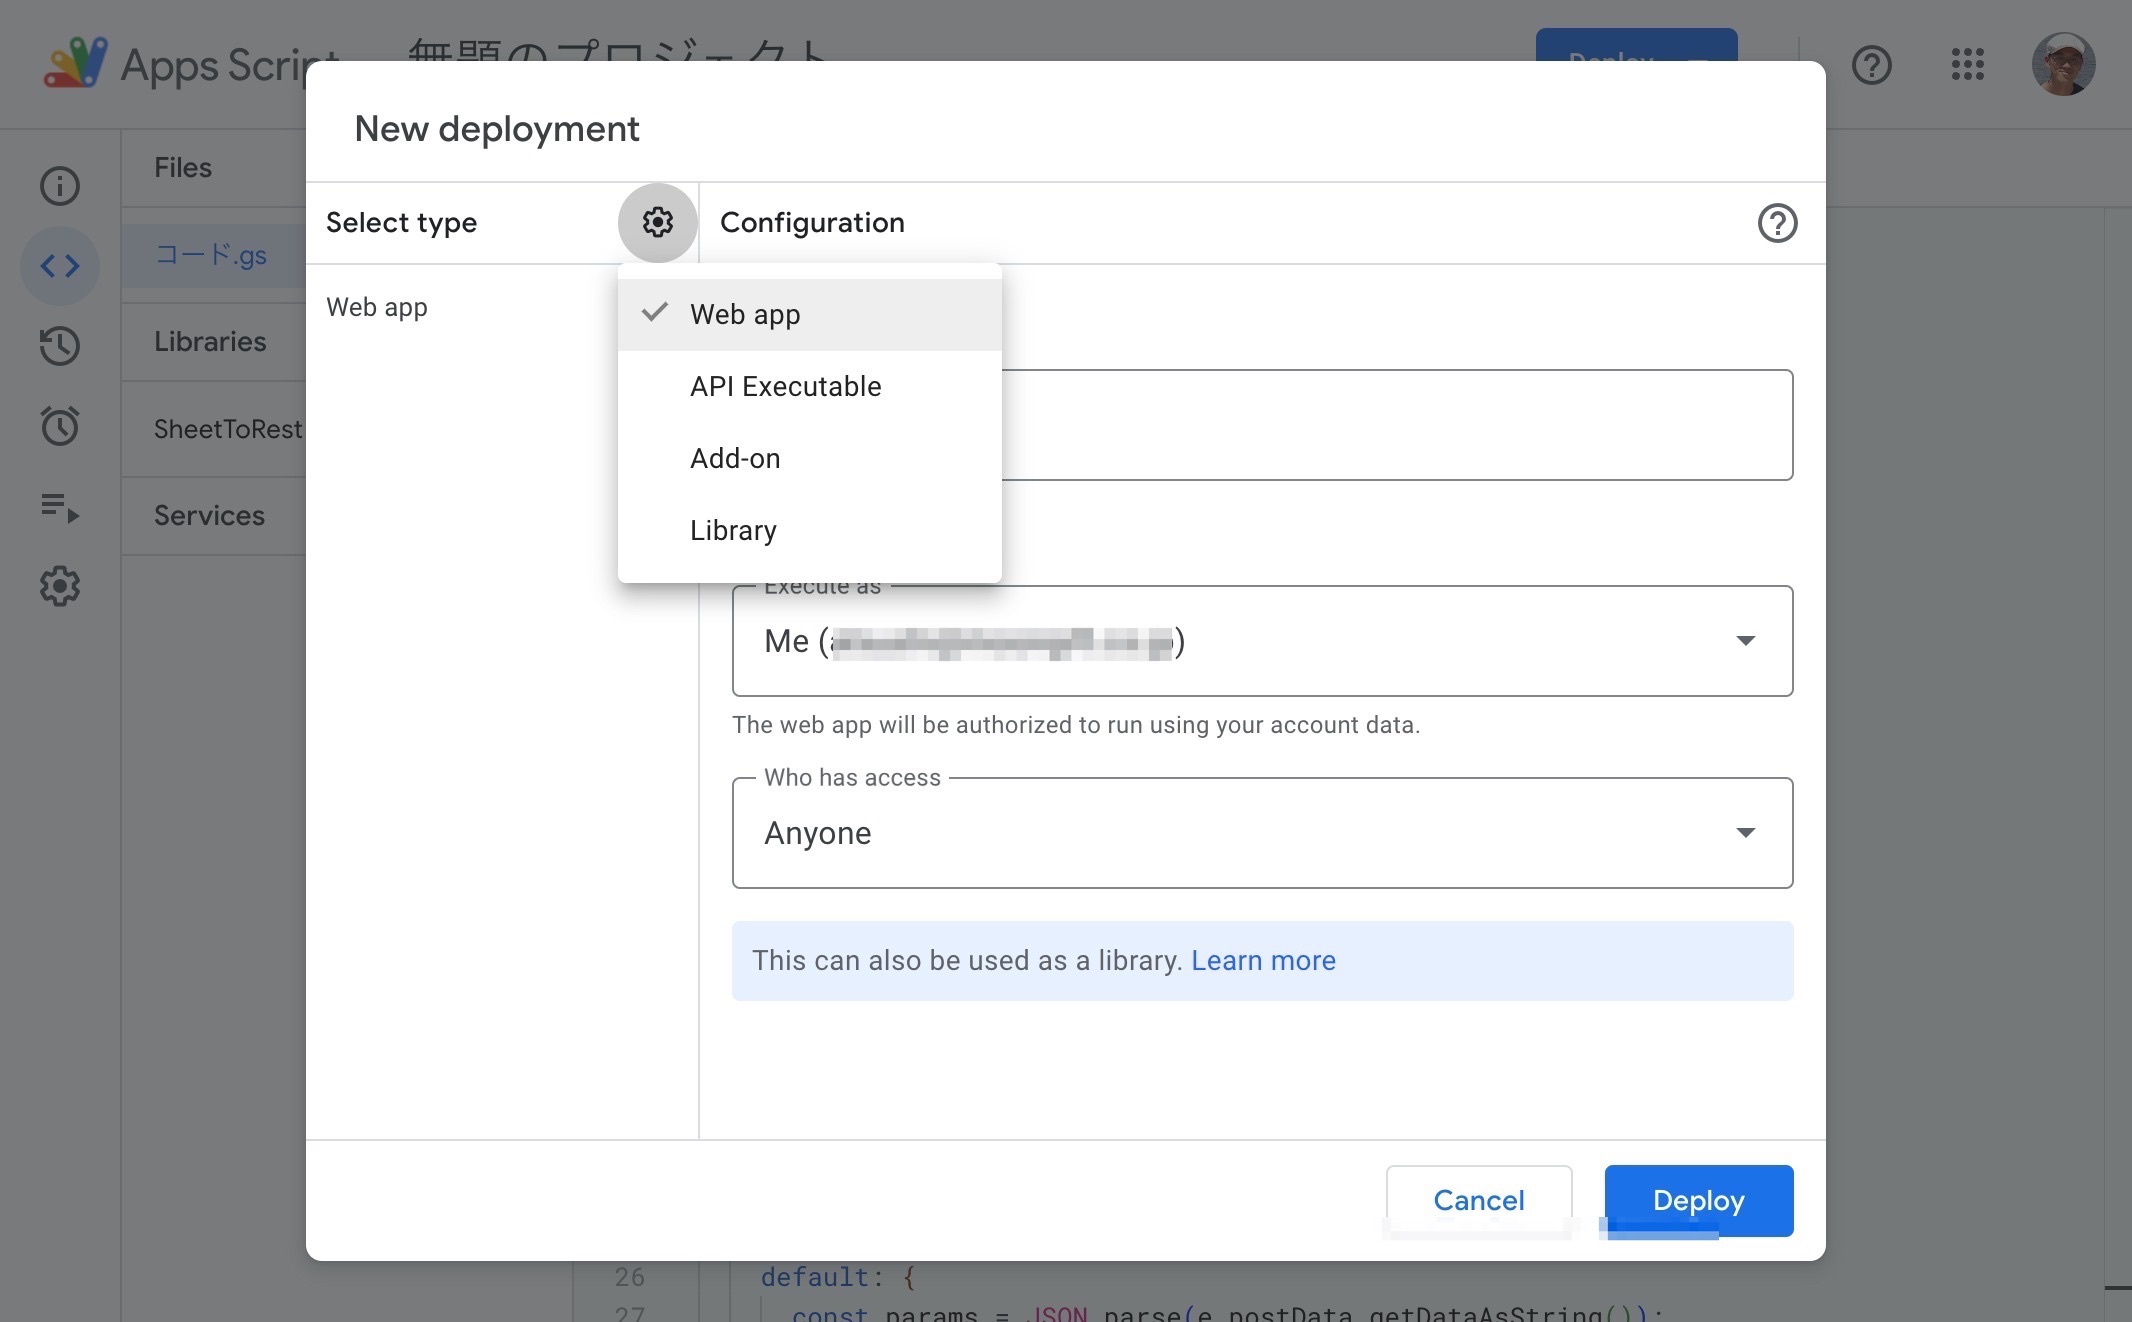 Apps Script
無題のプロジェクト
Deploy
New deployment
Files
Select type
Configuration
コード.gs
Web app
Web app
Libraries
API Executable
SheetToRest
Add-on
Services
Library
Execute as
Me (
)
The web app will be authorized to run using your account data.
Who has access
Anyone
This can also be used as a library. Learn more
Cancel
Deploy
26
default: {
27
const params = JSON.parse(e.postData.getDataAsString());